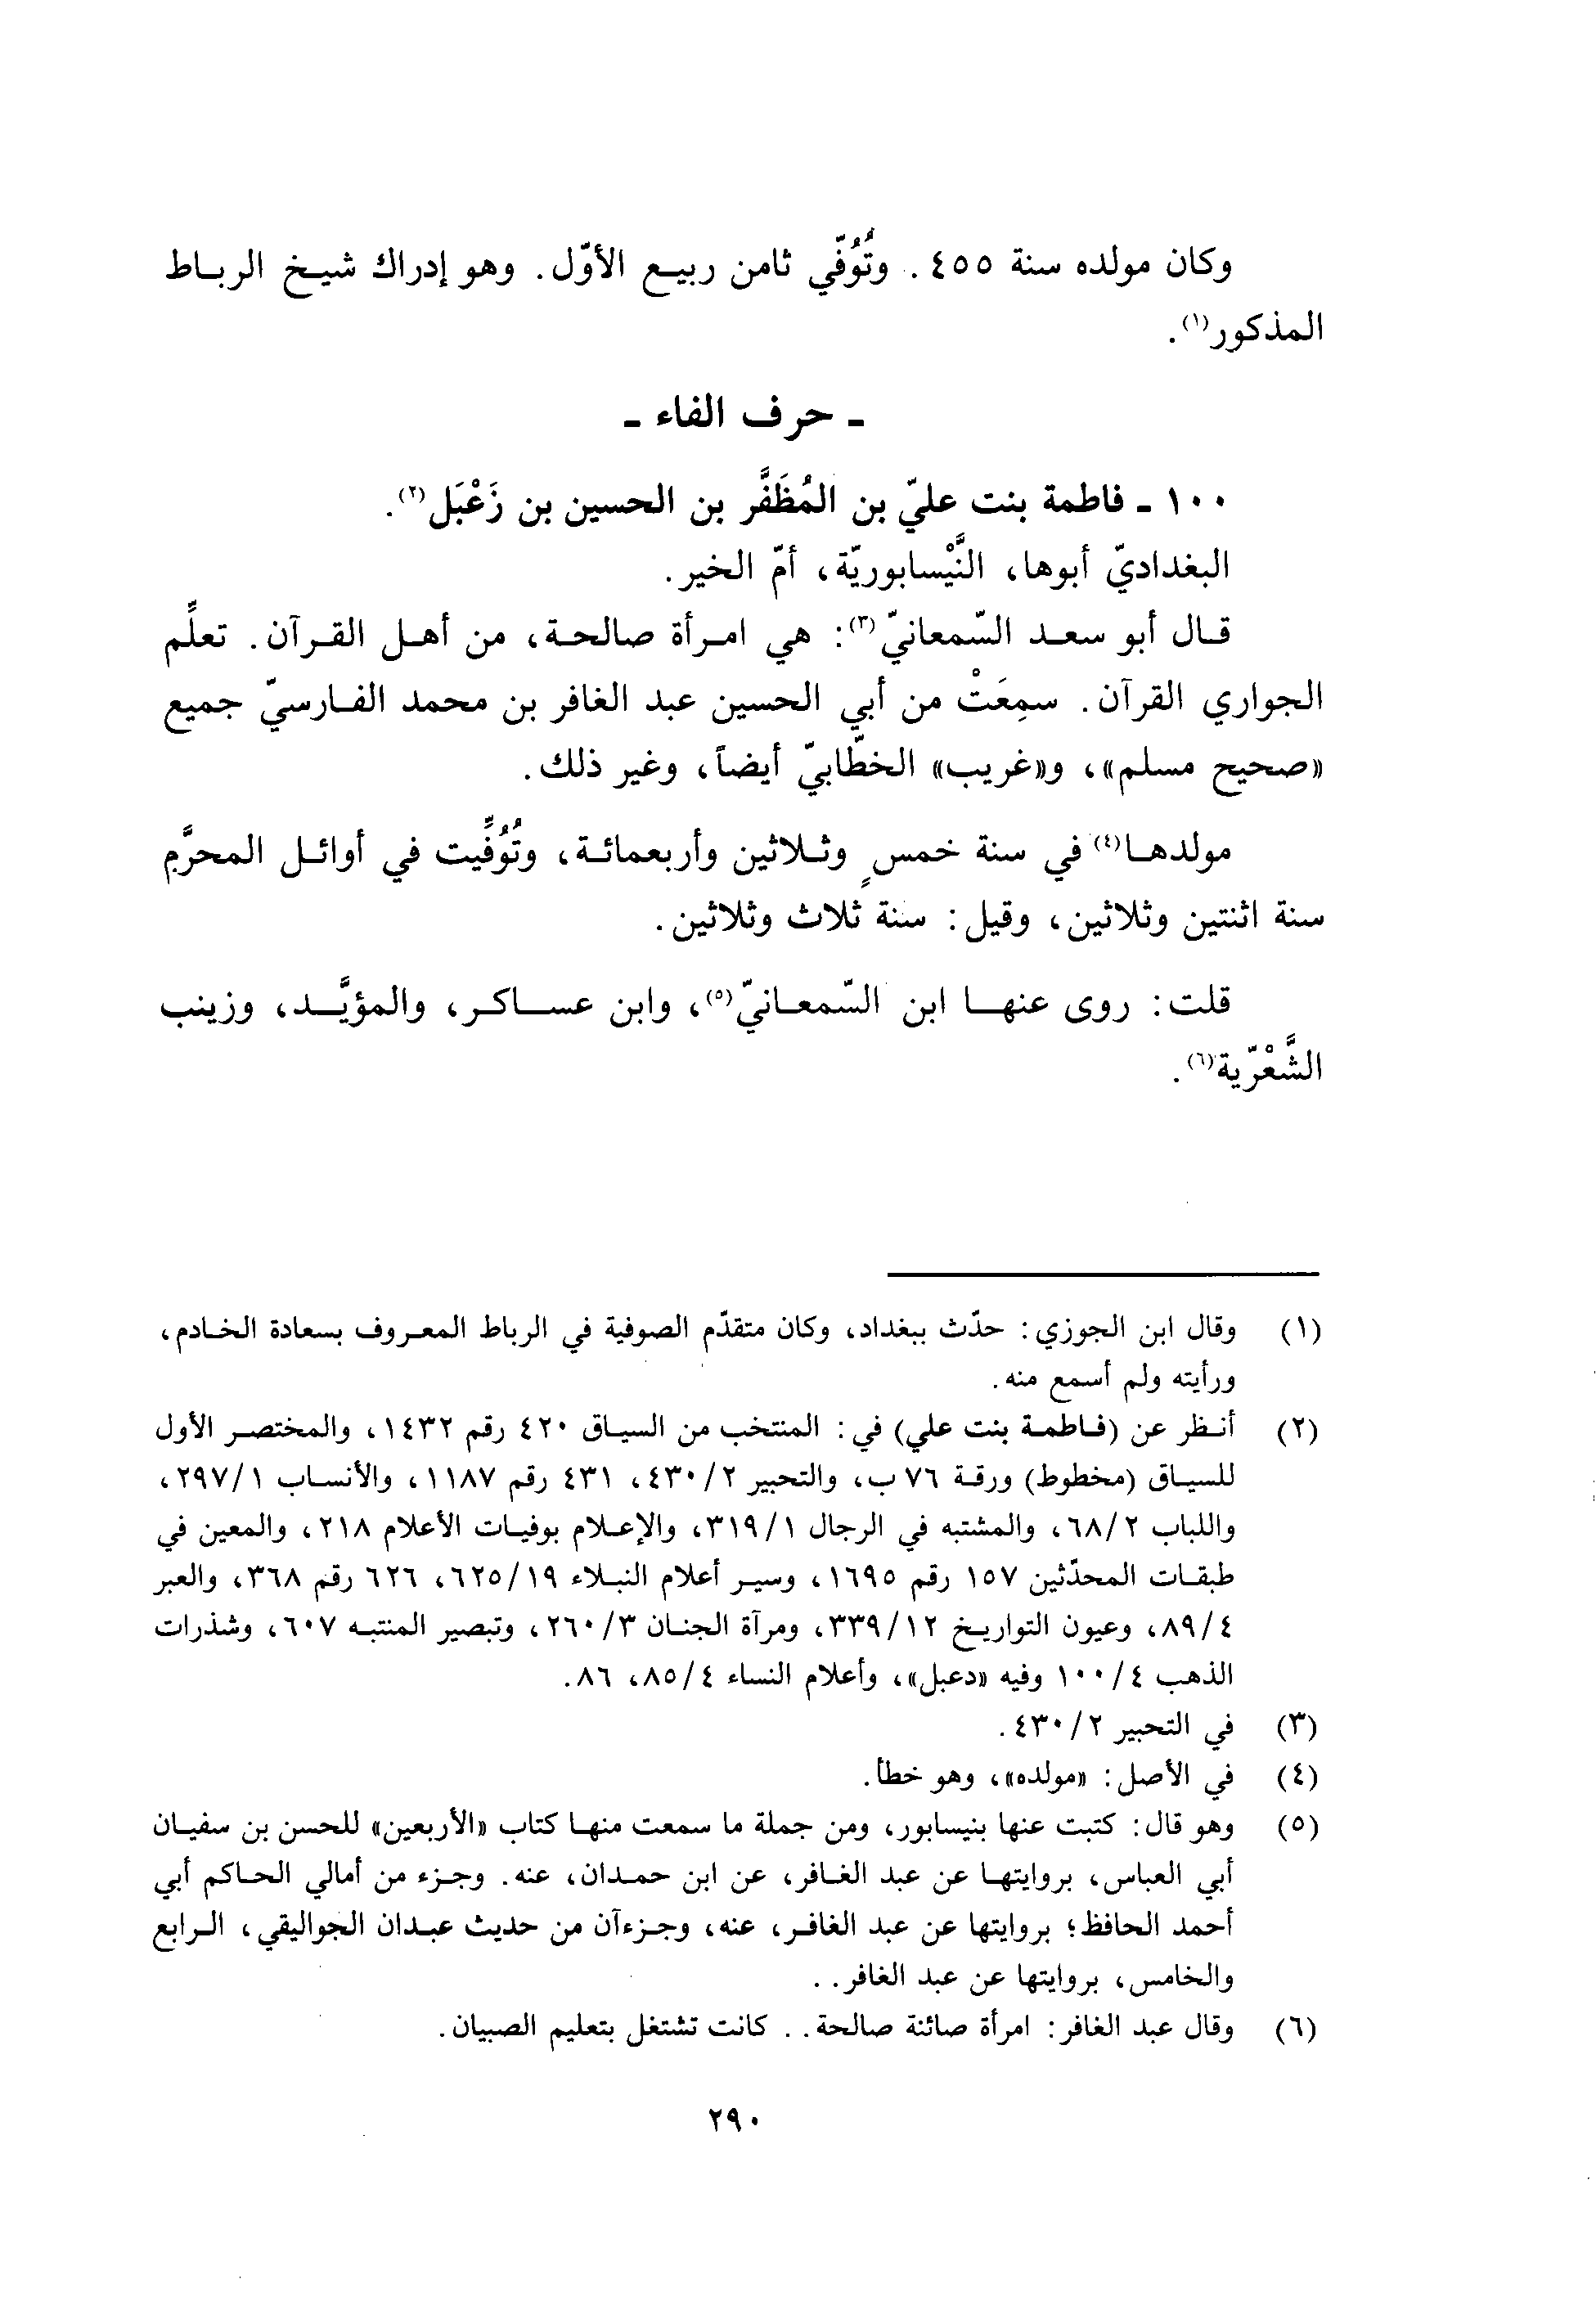 وكان مولده سنة ٤٥٥ . وتُوُفّي ثامن ربيع الأوّل. وهو إدراك شيخ الرباط
المذكور(١).
ـ حرف الفاء ـ
١٠٠ ـ فاطمة بنت عليّ بن المُظَفَّر بن الحسين بن زَعْبَل(٢).
البغداديّ أبوها، النَّيْسابوريّة، أمّ الخير.
قال أبو سعد السّمعانيّ(٣): هي امرأة صالحة، من أهل القرآن. تعلِّم
الجواري القرآن. سمِعَتْ من أبي الحسين عبد الغافر بن محمد الفارسيّ جميع
«صحيح مسلم»، و«غريب» الخطّابيّ أيضاً، وغير ذلك.
مولدها(٤) في سنة خمسٍ وثلاثين وأربعمائة، وتُوُفِّيت في أوائل المحرَّم
سنة اثنتين وثلاثين، وقيل: سنة ثلاث وثلاثين.
قلت: روى عنها ابن السّمعانيّ(٥)، وابن عساكر، والمؤيَّد، وزينب
الشَّعْرّية(٦).
(١) وقال ابن الجوزي: حدّث ببغداد، وكان متقدّم الصوفية في الرباط المعروف بسعادة الخادم،
ورأيته ولم أسمع منه.
(٢) أنظر عن (فاطمة بنت علي) في: المنتخب من السياق ٤٢٠ رقم ١٤٣٢، والمختصر الأول
للسياق (مخطوط) ورقة ٧٦ ب، والتحبير ٢/ ٤٣٠، ٤٣١ رقم ١١٨٧، والأنساب ١/ ٢٩٧،
واللباب ٢/ ٦٨، والمشتبه في الرجال ١/ ٣١٩، والإعلام بوفيات الأعلام ٢١٨، والمعين في
طبقات المحدّثين ١٥٧ رقم ١٦٩٥، وسير أعلام النبلاء ١٩/ ٦٢٥، ٦٢٦ رقم ٣٦٨، والعبر
٤/ ٨٩، وعيون التواريخ ١٢/ ٣٣٩، ومرآة الجنان ٣/ ٢٦٠، وتبصير المنتبه ٦٠٧، وشذرات
الذهب ٤/ ١٠٠ وفيه «دعبل»، وأعلام النساء ٤/ ٨٥، ٨٦.
(٣) في التحبير ٢/ ٤٣٠.
(٤) في الأصل: «مولده»، وهو خطأ.
(٥) وهو قال: كتبت عنها بنيسابور، ومن جملة ما سمعت منها كتاب «الأربعين» للحسن بن سفيان
أبي العباس، بروايتها عن عبد الغافر، عن ابن حمدان، عنه. وجزء من أمالي الحاكم أبي
أحمد الحافظ؛ بروايتها عن عبد الغافر، عنه، وجزءآن من حديث عبدان الجواليقي، الرابع
والخامس، بروايتها عن عبد الغافر. .
(٦) وقال عبد الغافر: امرأة صائنة صالحة. . كانت تشتغل بتعليم الصبيان.
٢٩٠